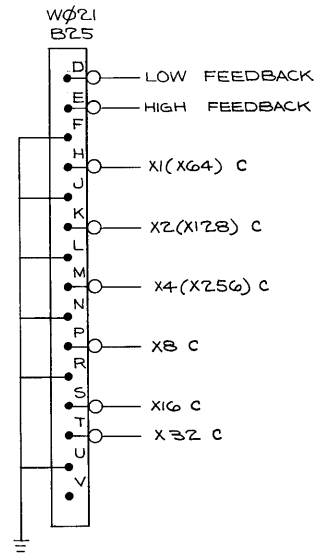 WØ21
B25
D LOW FEEDBACK
E HIGH FEEDBACK
F
H X1(X64) C
J
K X2(X128) C
L
M X4(X256) C
N
P X8 C
R
S X16 C
T X32 C
U
V